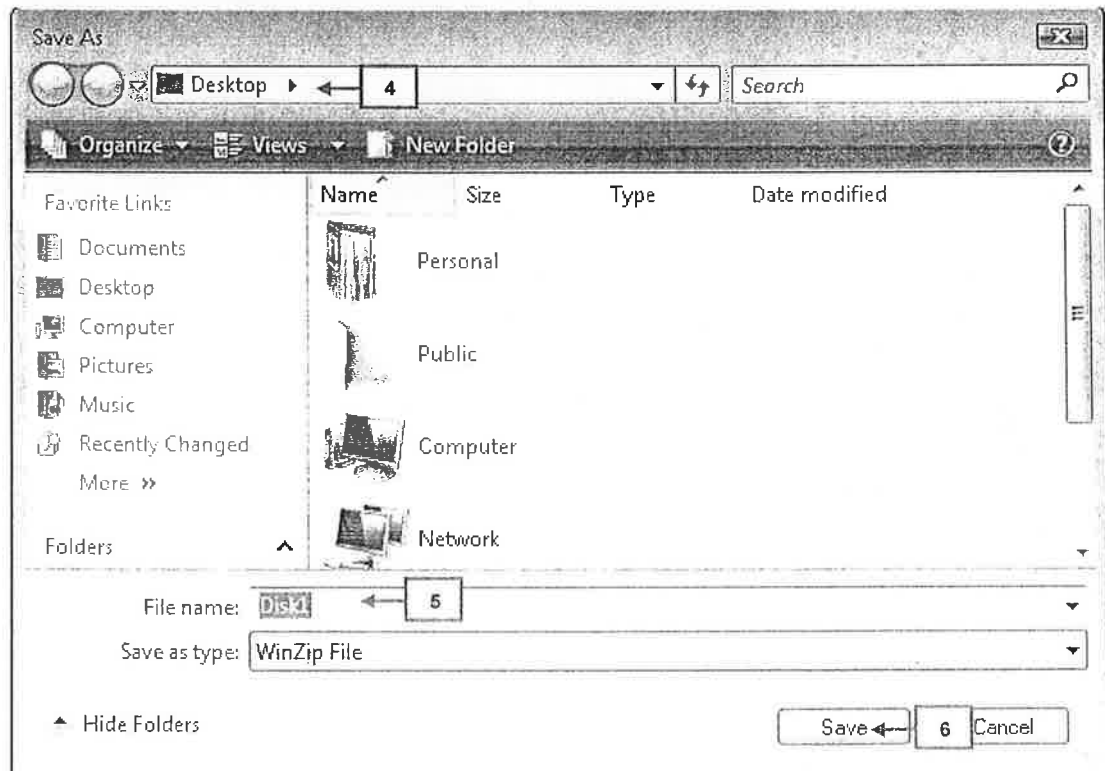 Save As
Desktop 4 Search
Organize Views New Folder
Favorite Links
Documents
Desktop
Computer
Pictures
Music
Recently Changed
More »
Folders
Name Size Type Date modified
Personal
Public
Computer
Network
File name: Disk1 5
Save as type: WinZip File
Hide Folders
Save 6 Cancel